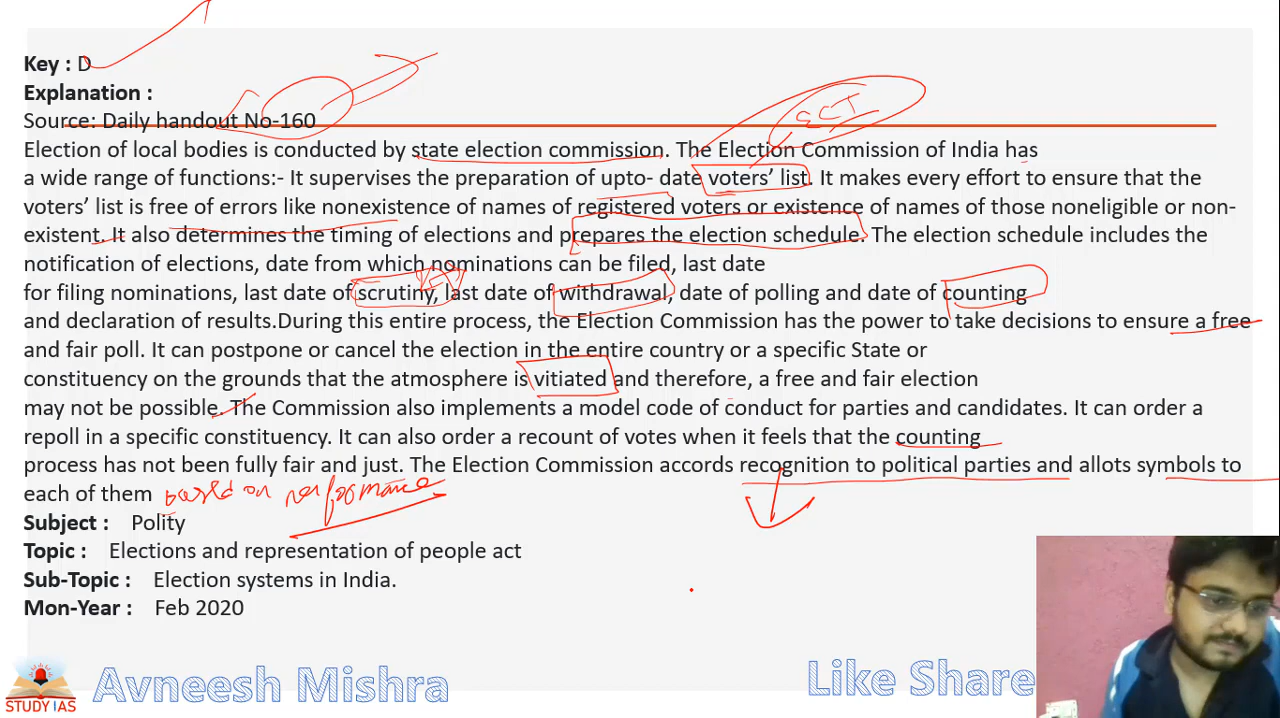 Key : D
Explanation :
Source: Daily handout No-160
ECI
Election of local bodies is conducted by state election commission. The Election Commission of India has
a wide range of functions:- It supervises the preparation of upto- date voters' list. It makes every effort to ensure that the
voters' list is free of errors like nonexistence of names of registered voters or existence of names of those noneligible or non-
existent. It also determines the timing of elections and prepares the election schedule. The election schedule includes the
notification of elections, date from which nominations can be filed, last date
for filing nominations, last date of scrutiny, last date of withdrawal, date of polling and date of counting
and declaration of results.During this entire process, the Election Commission has the power to take decisions to ensure a free
and fair poll. It can postpone or cancel the election in the entire country or a specific State or
constituency on the grounds that the atmosphere is vitiated and therefore, a free and fair election
may not be possible. The Commission also implements a model code of conduct for parties and candidates. It can order a
repoll in a specific constituency. It can also order a recount of votes when it feels that the counting
process has not been fully fair and just. The Election Commission accords recognition to political parties and allots symbols to
each of them based on performance
Subject : Polity
Topic : Elections and representation of people act
Sub-Topic : Election systems in India.
Mon-Year : Feb 2020
STUDY IAS
Avneesh Mishra
Like Share